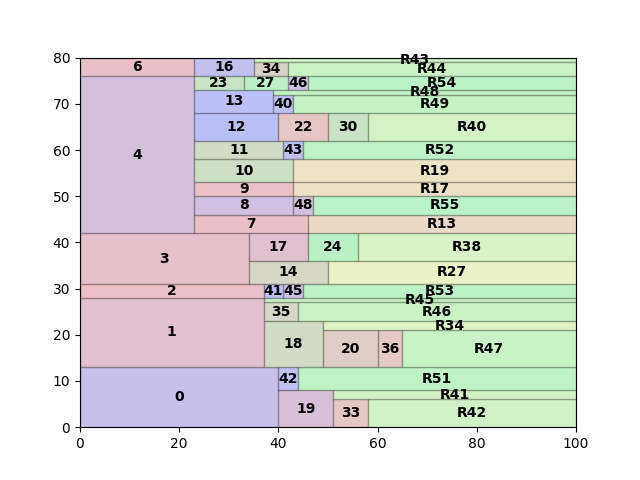 80
R43
6 16 34 R44
23 27 46 R54
R48
70
13 40 R49
12 22 30 R40
60
11 43 R52
4
10 R19
9 R17
50
8 48 R55
7 R13
40
17 24 R38
3
14 R27
30
2 41 45 R53
R45
35 R46
R34
20
1 18 20 36 R47
10
42 R51
0
R41
19 33 R42
0
0 20 40 60 80 100